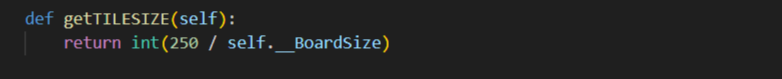 def getTILESIZE(self):
    return int(250 / self.__BoardSize)